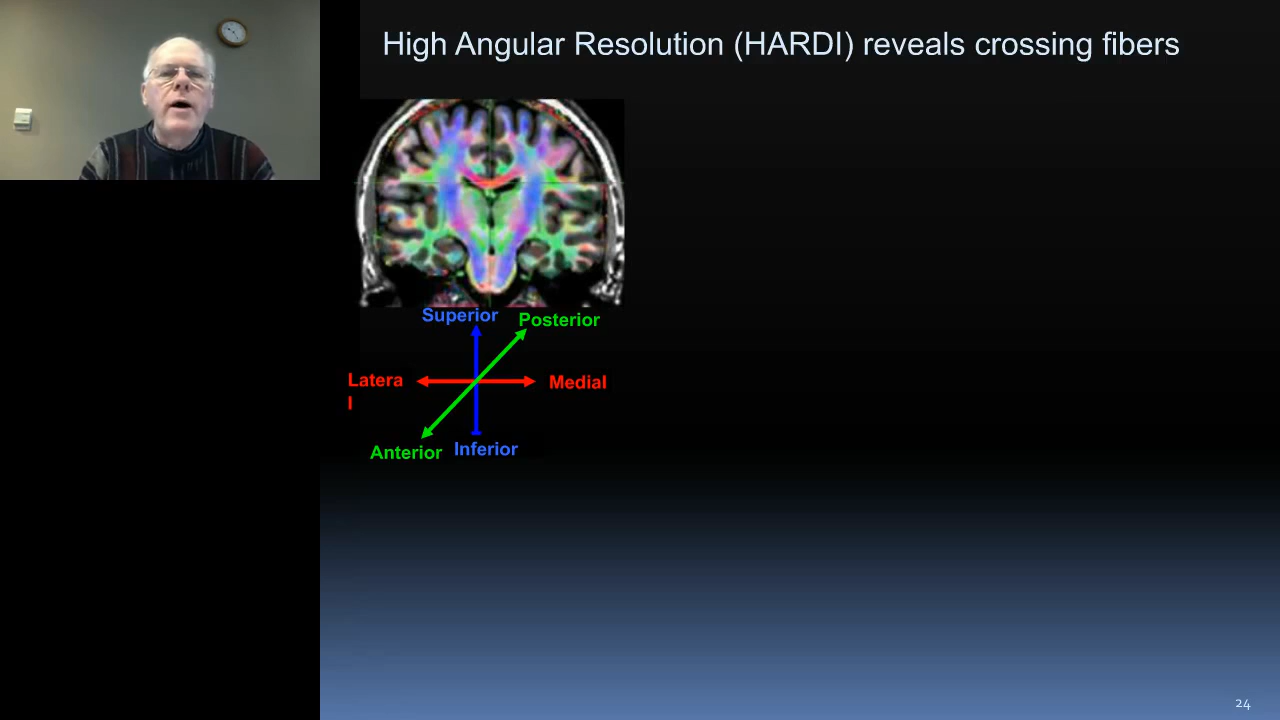 High Angular Resolution (HARDI) reveals crossing fibers
Superior
Posterior
Latera
l
Medial
Anterior
Inferior
24